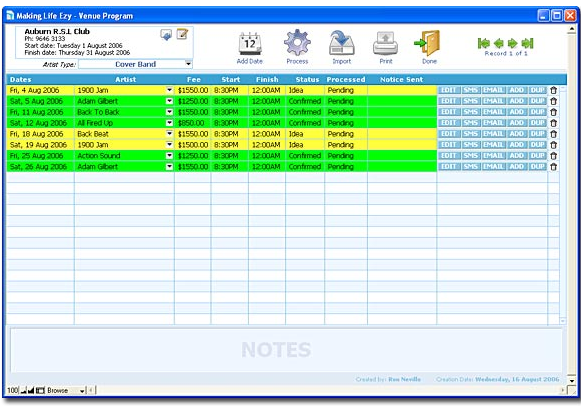 Making Life Ezy - Venue Program
Auburn R.S.L Club
Ph: 9646 3133
Start date: Tuesday 1 August 2006
Finish date: Thursday 31 August 2006
Artist Type: Cover Band
12
Add Date Process Import Print Done
Record 1 of 1
Dates Artist Fee Start Finish Status Processed Notice Sent
Fri, 4 Aug 2006 1900 Jam $1550.00 8:30PM 12:00AM Idea Pending EDIT SMS EMAIL ADD DUP
Sat, 5 Aug 2006 Adam Gilbert $1250.00 8:30PM 12:00AM Confirmed Pending EDIT SMS EMAIL ADD DUP
Fri, 11 Aug 2006 Back To Back $1550.00 8:30PM 12:00AM Confirmed Pending EDIT SMS EMAIL ADD DUP
Sat, 12 Aug 2006 All Fired Up $850.00 8:30PM 12:00AM Confirmed Pending EDIT SMS EMAIL ADD DUP
Fri, 18 Aug 2006 Back Beat $1550.00 8:30PM 12:00AM Idea Pending EDIT SMS EMAIL ADD DUP
Sat, 19 Aug 2006 1900 Jam $1500.00 8:30PM 12:00AM Idea Pending EDIT SMS EMAIL ADD DUP
Fri, 25 Aug 2006 Action Sound $1250.00 8:30PM 12:00AM Confirmed Pending EDIT SMS EMAIL ADD DUP
Sat, 26 Aug 2006 Adam Gilbert $1550.00 8:30PM 12:00AM Confirmed Pending EDIT SMS EMAIL ADD DUP
NOTES
Created by: Ron Neville Creation Date: Wednesday, 16 August 2006
100 Browse